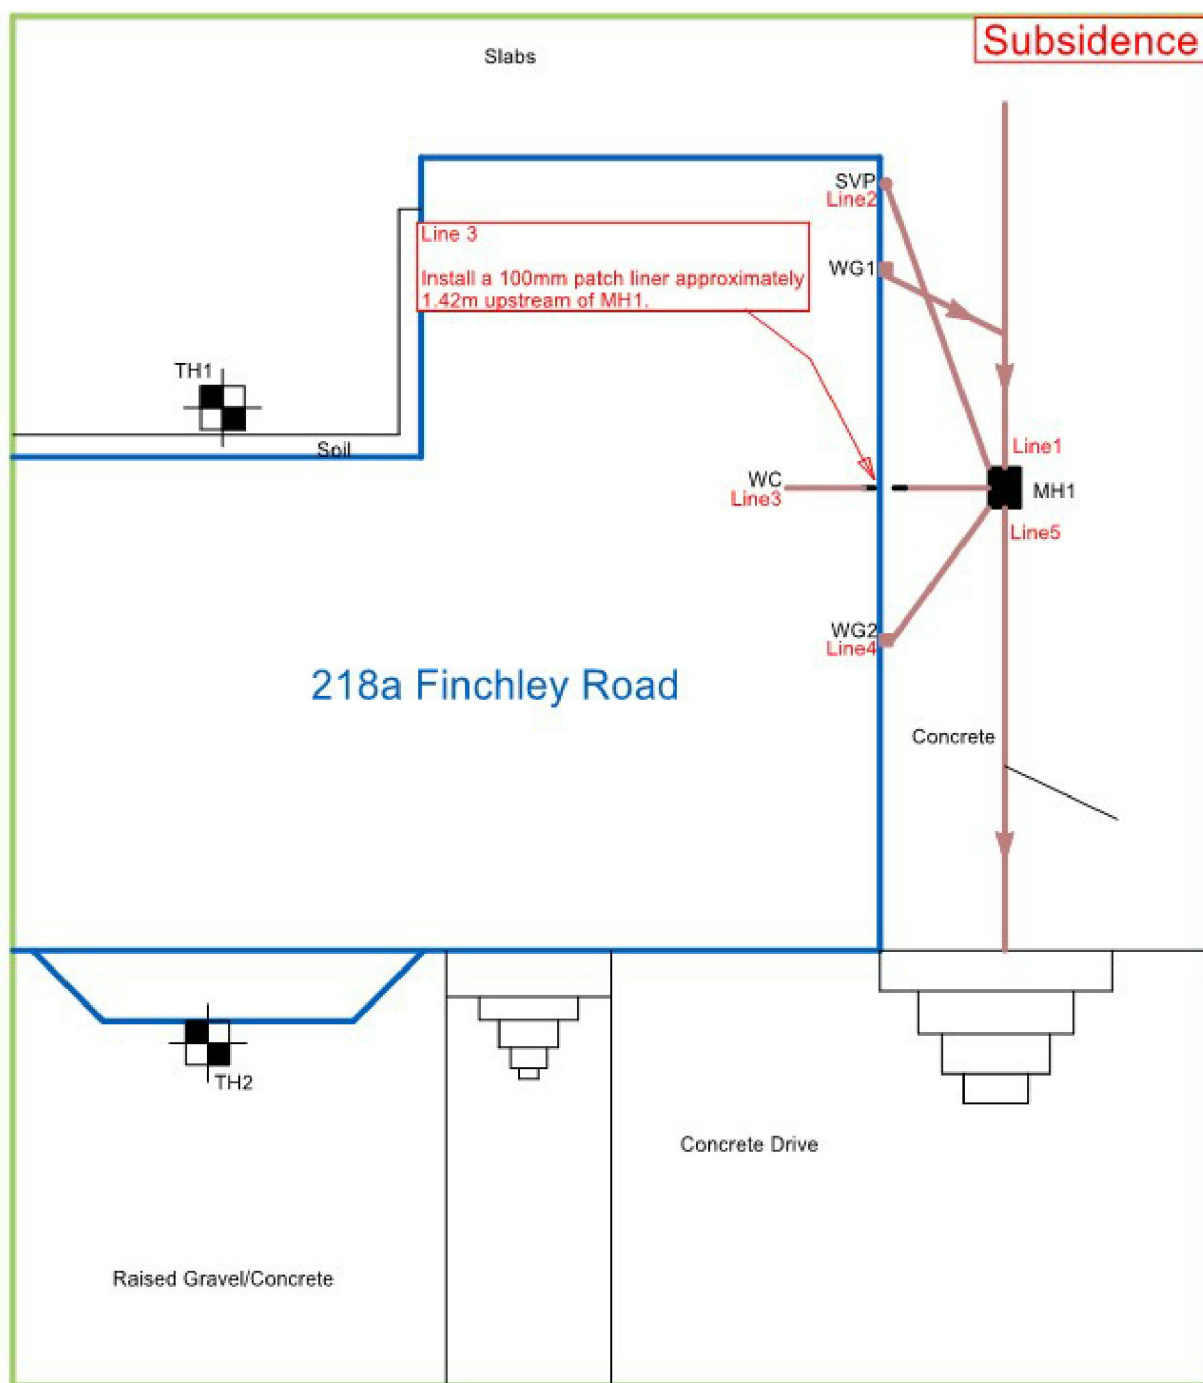 Subsidence
Slabs
SVP
Line2
Line 3
Install a 100mm patch liner approximately
1.42m upstream of MH1.
WG1
TH1
Soil
Line1
WC
Line3
MH1
Line5
WG2
Line4
218a Finchley Road
Concrete
TH2
Concrete Drive
Raised Gravel/Concrete